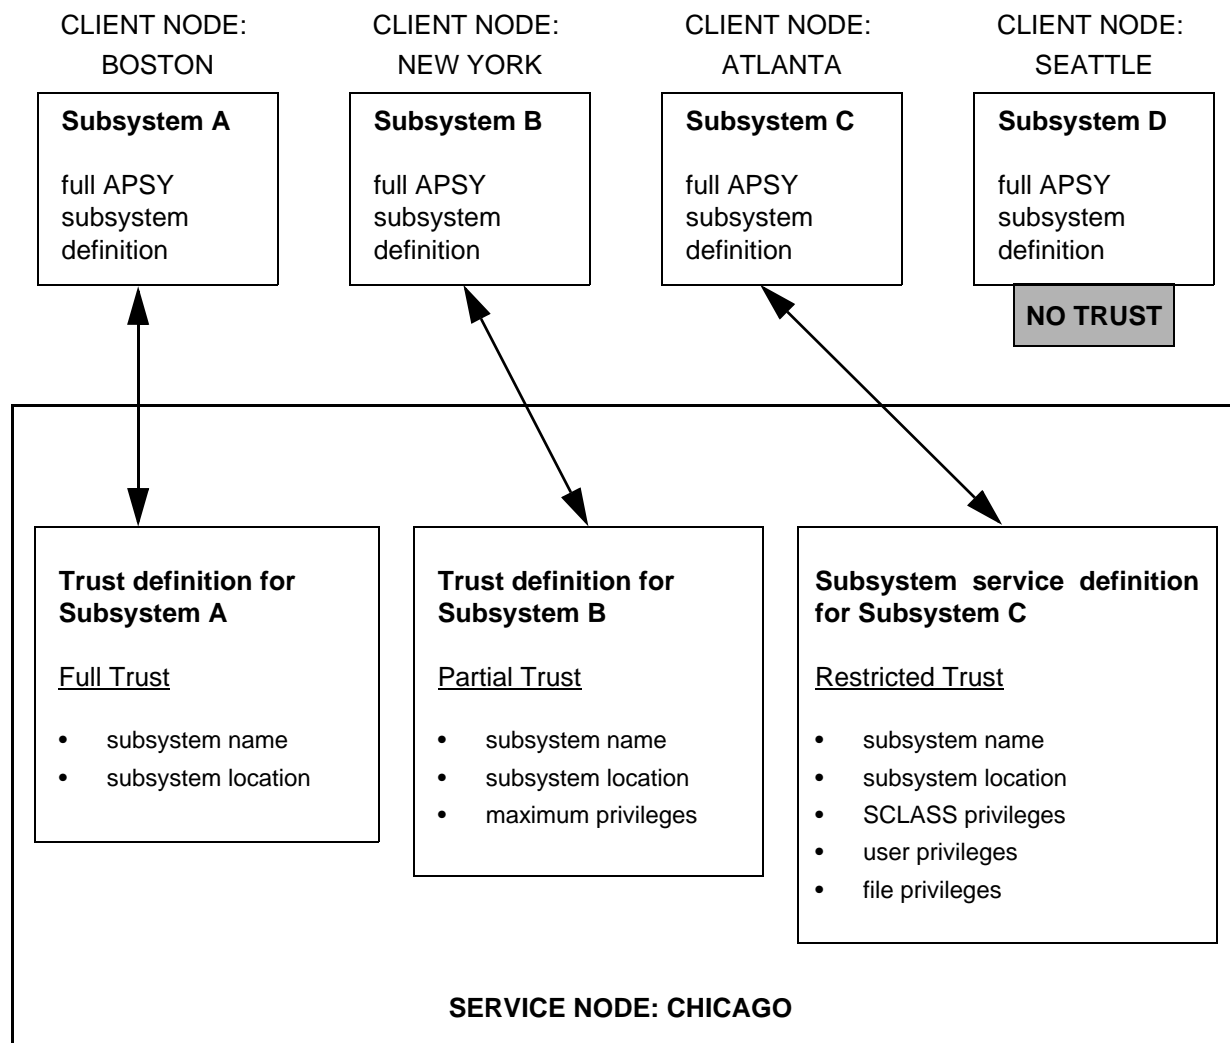 CLIENT NODE:
BOSTON
CLIENT NODE:
NEW YORK
CLIENT NODE:
ATLANTA
CLIENT NODE:
SEATTLE
Subsystem A
full APSY
subsystem
definition
Subsystem B
full APSY
subsystem
definition
Subsystem C
full APSY
subsystem
definition
Subsystem D
full APSY
subsystem
definition
NO TRUST
Trust definition for
Subsystem A
Full Trust
• subsystem name
• subsystem location
Trust definition for
Subsystem B
Partial Trust
• subsystem name
• subsystem location
• maximum privileges
Subsystem service definition
for Subsystem C
Restricted Trust
• subsystem name
• subsystem location
• SCLASS privileges
• user privileges
• file privileges
SERVICE NODE: CHICAGO